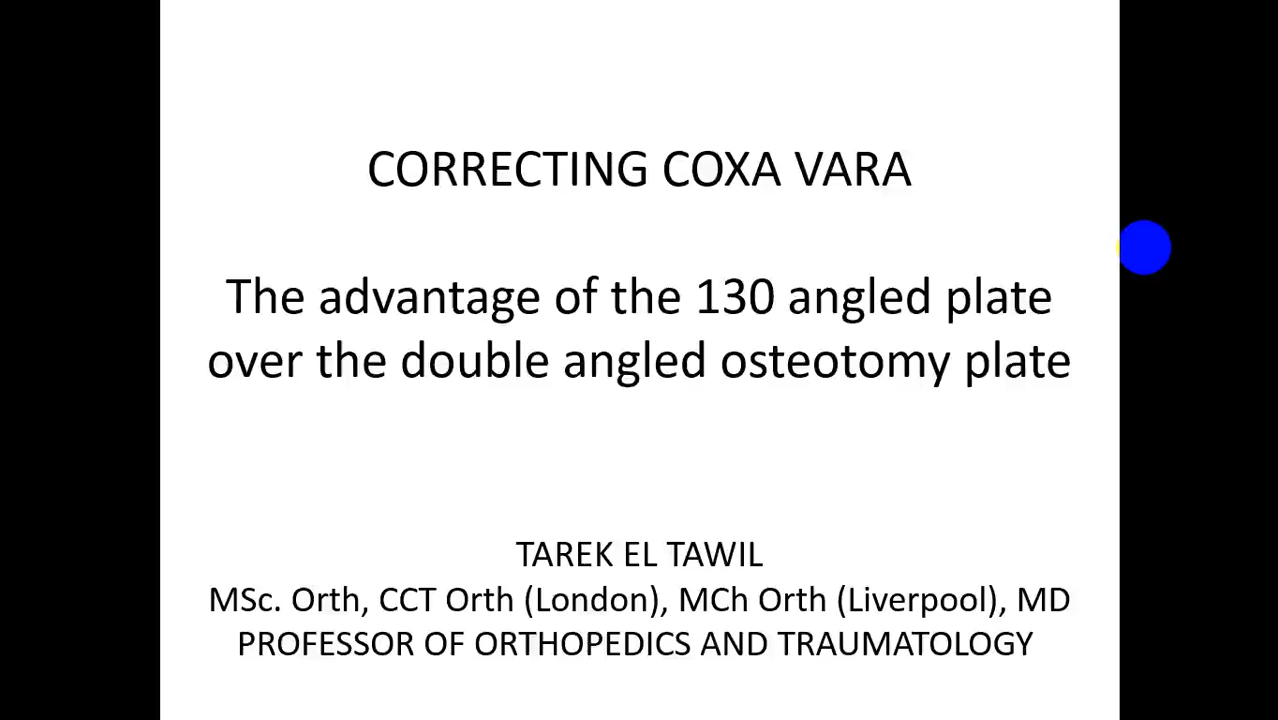 CORRECTING COXA VARA
The advantage of the 130 angled plate
over the double angled osteotomy plate
TAREK EL TAWIL
MSc. Orth, CCT Orth (London), MCh Orth (Liverpool), MD
PROFESSOR OF ORTHOPEDICS AND TRAUMATOLOGY